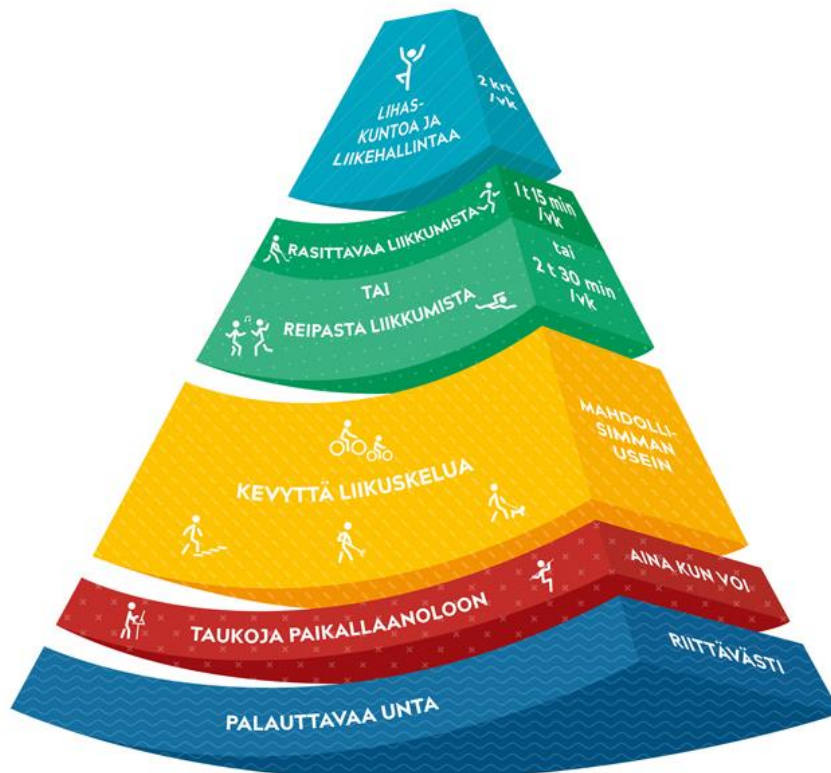 LIHAS-
KUNTOA JA
LIIKEHALLINTAA
2 krt
/vk
RASITTAVAA LIIKKUMISTA
1 t 15 min
/vk
TAI
REIPASTA LIIKKUMISTA
tai
2 t 30 min
/vk
KEVYTTÄ LIIKUSKELUA
MAHDOLLI-
SIMMAN
USEIN
TAUKOJA PAIKALLAANOLOON
AINA KUN VOI
PALAUTTAVAA UNTA
RIITTÄVÄSTI